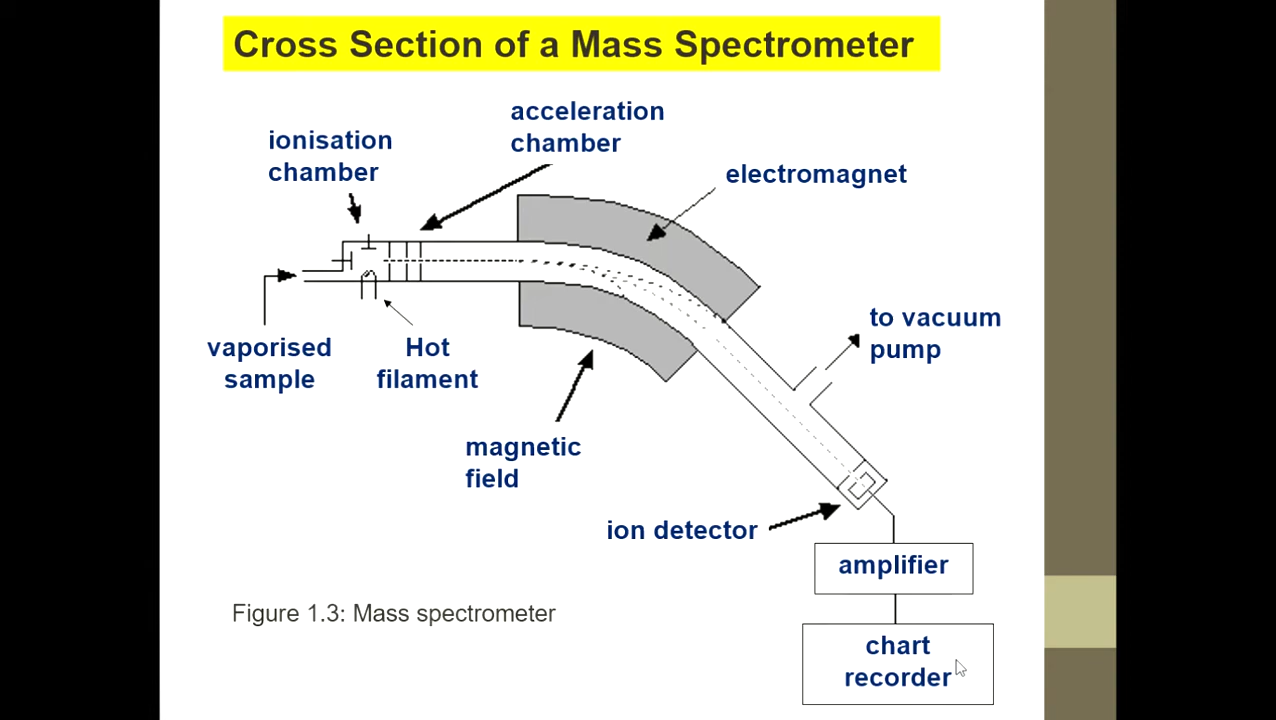 Cross Section of a Mass Spectrometer
acceleration
chamber
ionisation
chamber
electromagnet
to vacuum
pump
vaporised
sample
Hot
filament
magnetic
field
ion detector
amplifier
Figure 1.3: Mass spectrometer
chart
recorder